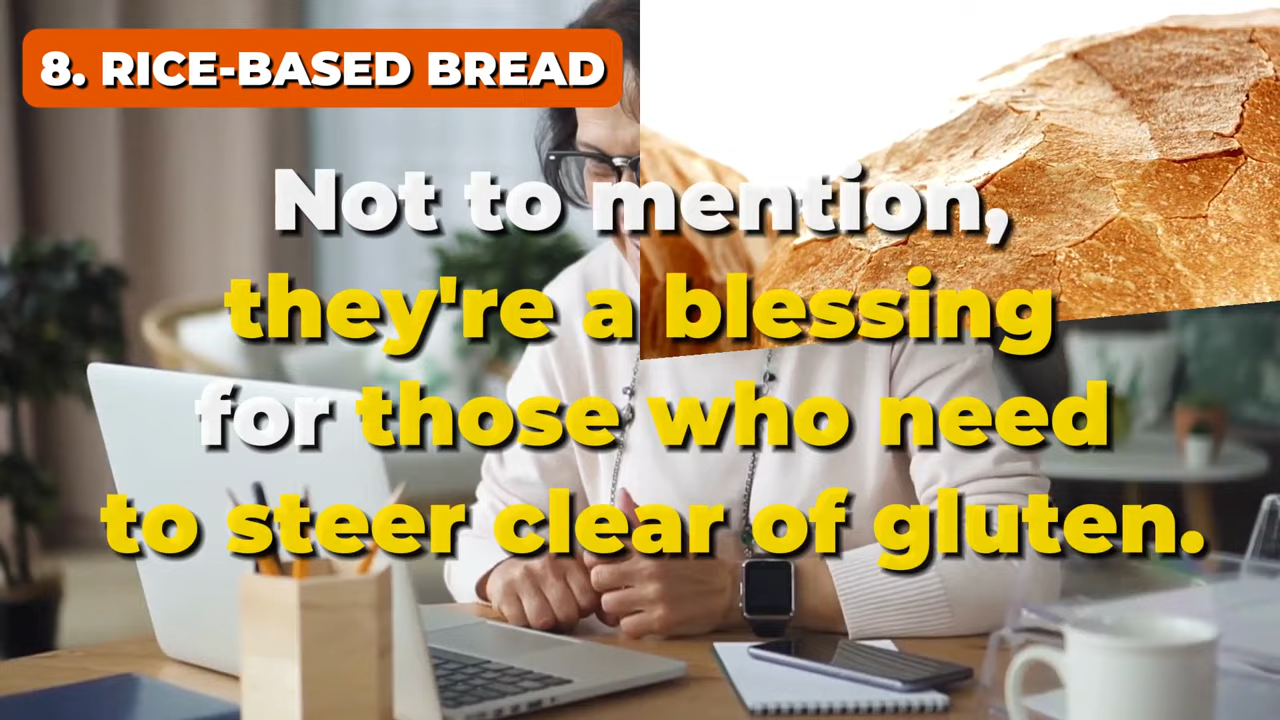 8. RICE-BASED BREAD
Not to mention,
they're a blessing
for those who need
to steer clear of gluten.